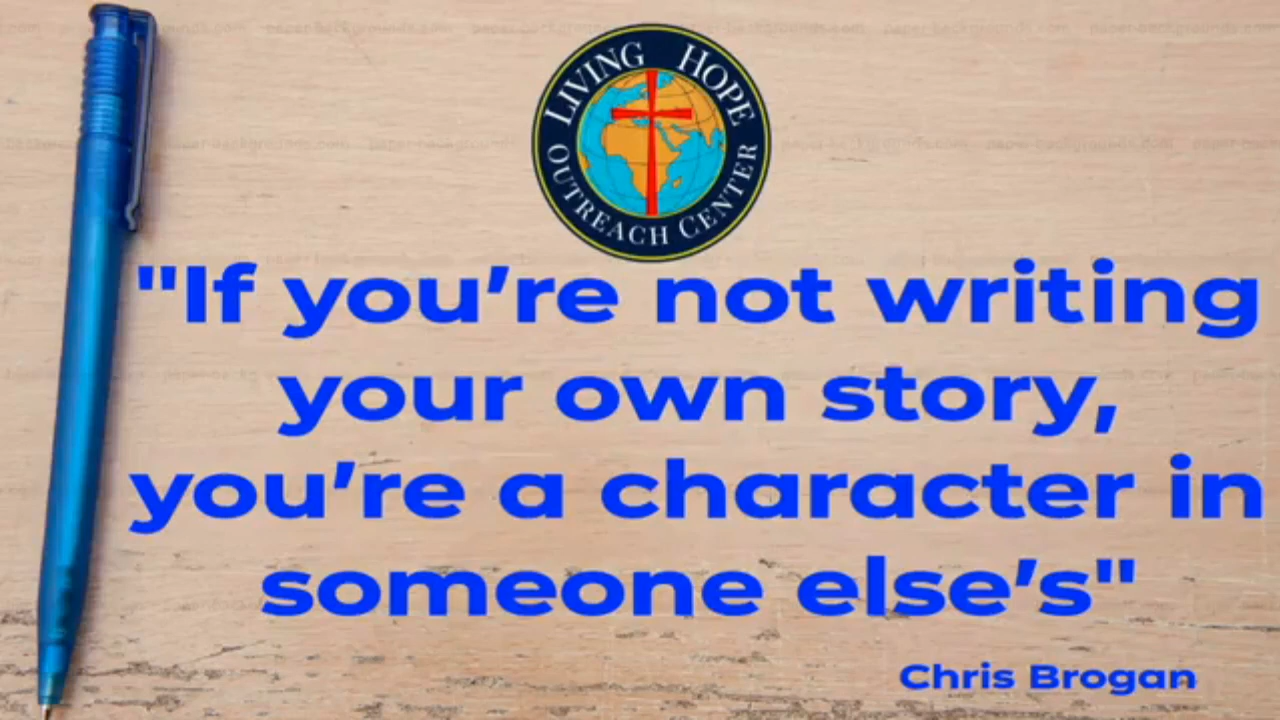 LIVING HOPE
OUTREACH CENTER
"If you’re not writing
your own story,
you’re a character in
someone else’s"
Chris Brogan